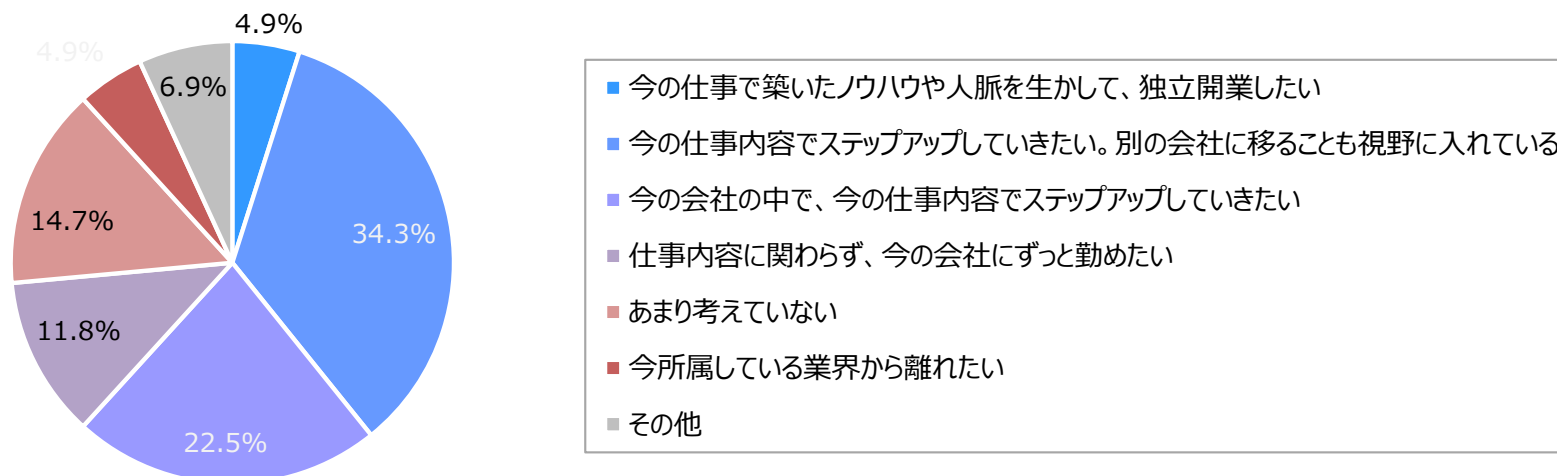 4.9%
4.9%
6.9%
34.3%
14.7%
11.8%
22.5%
今の仕事で築いたノウハウや人脈を生かして、独立開業したい
今の仕事内容でステップアップしていきたい。別の会社に移ることも視野に入れている
今の会社の中で、今の仕事内容でステップアップしていきたい
仕事内容に関わらず、今の会社にずっと勤めたい
あまり考えていない
今所属している業界から離れたい
その他